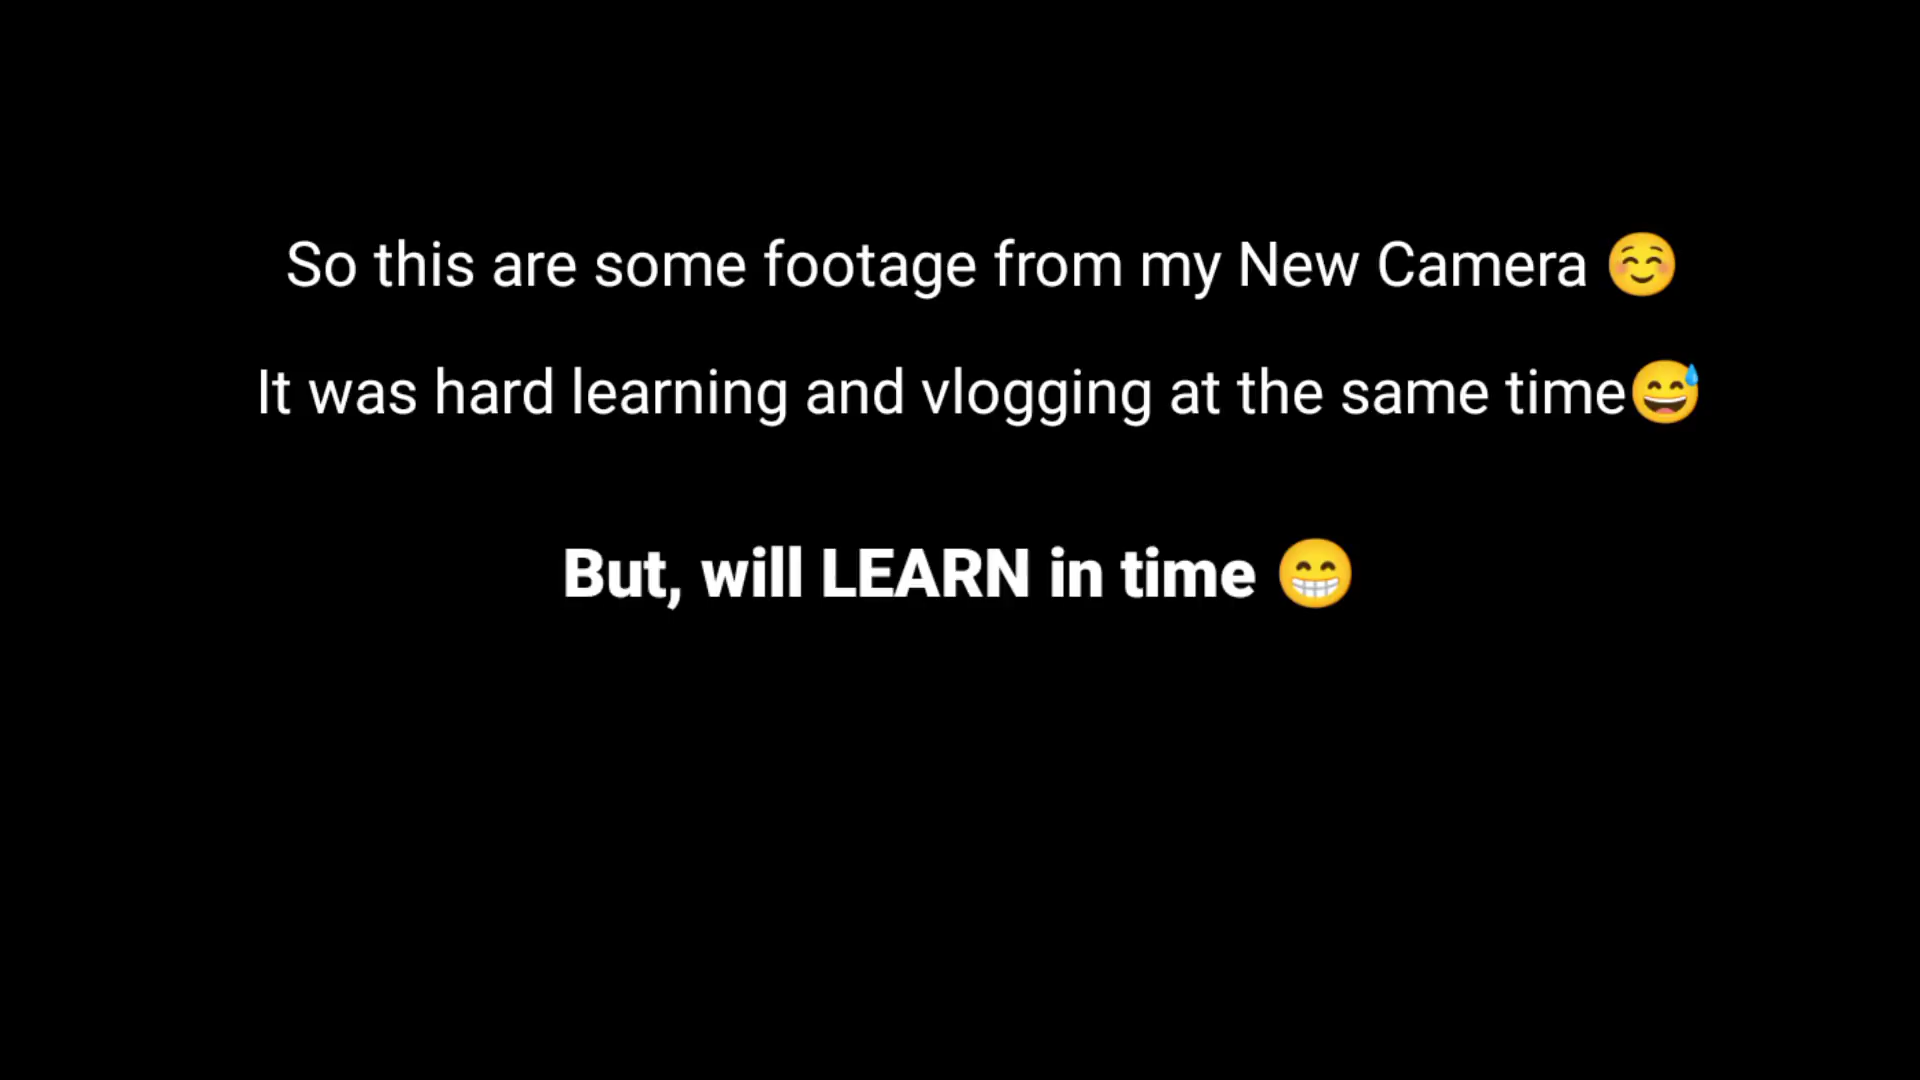 So this are some footage from my New Camera ☺️
It was hard learning and vlogging at the same time😅
But, will LEARN in time 😁